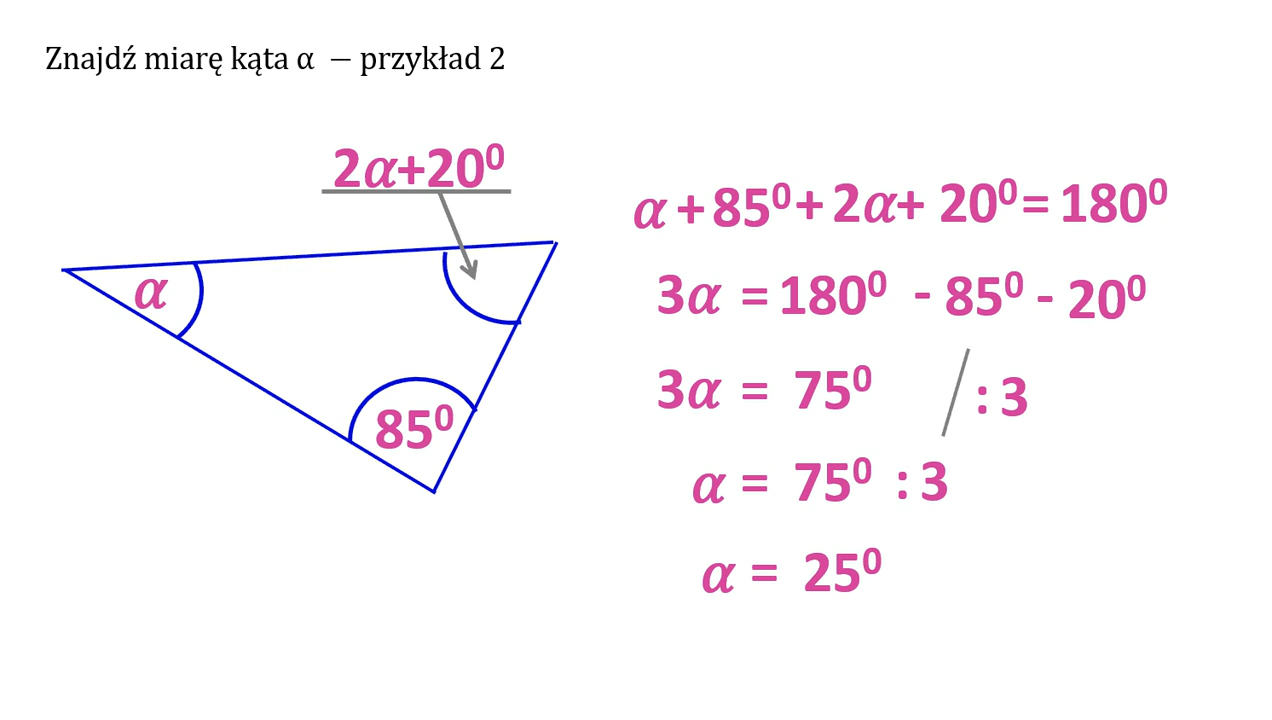 Znajdź miarę kąta α – przykład 2
2α+20⁰
α
85⁰
α + 85⁰ + 2α + 20⁰ = 180⁰
3α = 180⁰ - 85⁰ - 20⁰
3α = 75⁰ / : 3
α = 75⁰ : 3
α = 25⁰